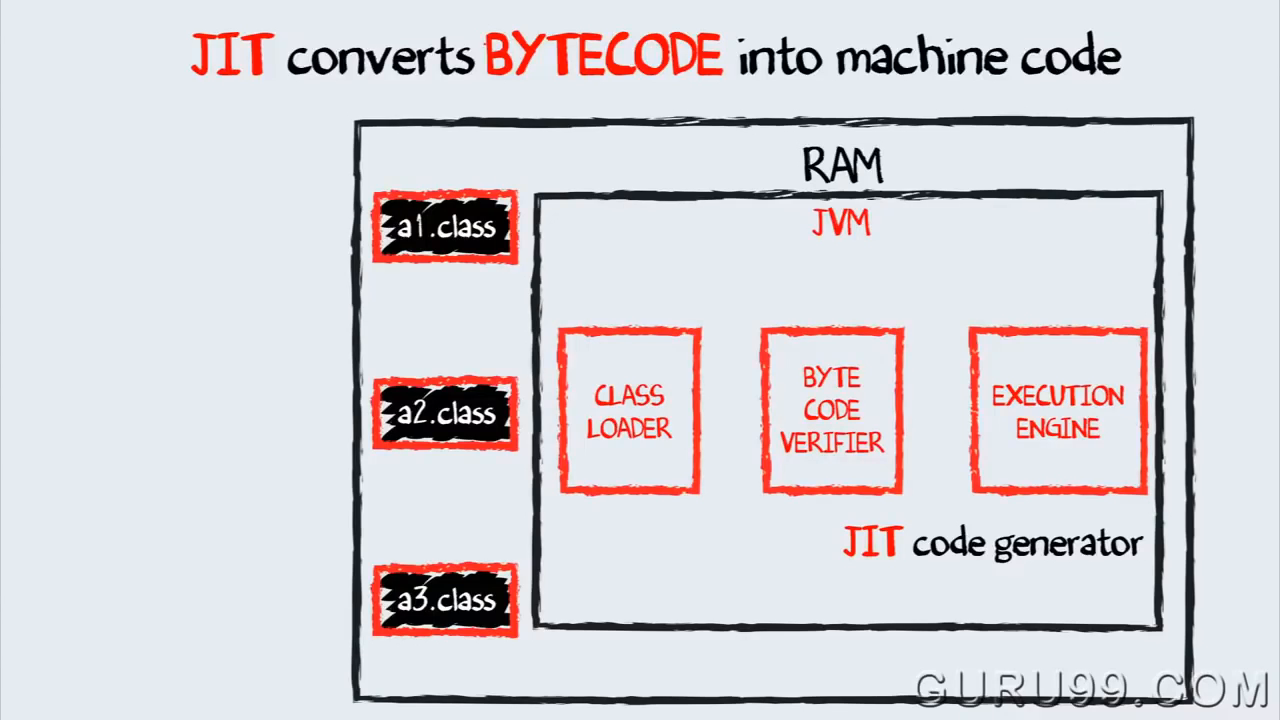 JIT converts BYTECODE into machine code
RAM
JVM
a1.class
a2.class
a3.class
CLASS
LOADER
BYTE
CODE
VERIFIER
EXECUTION
ENGINE
JIT code generator
GURU99.COM